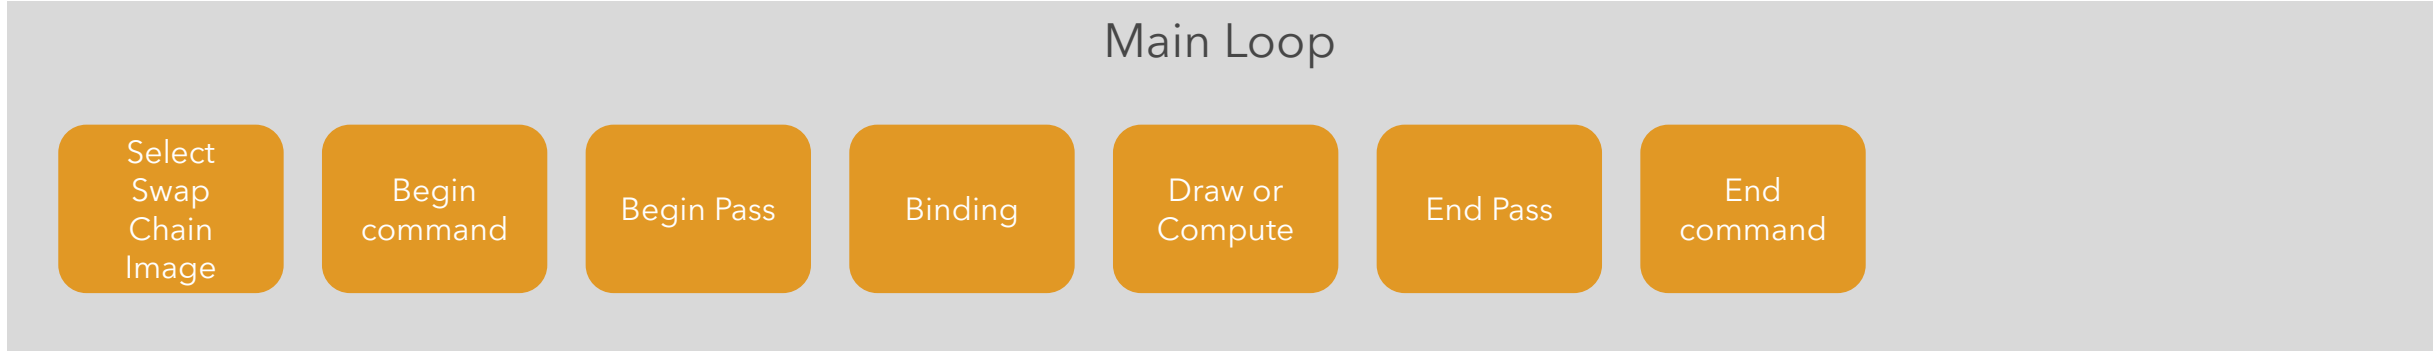 Main Loop
Select
Swap
Chain
Image
Begin
command
Begin Pass
Binding
Draw or
Compute
End Pass
End
command